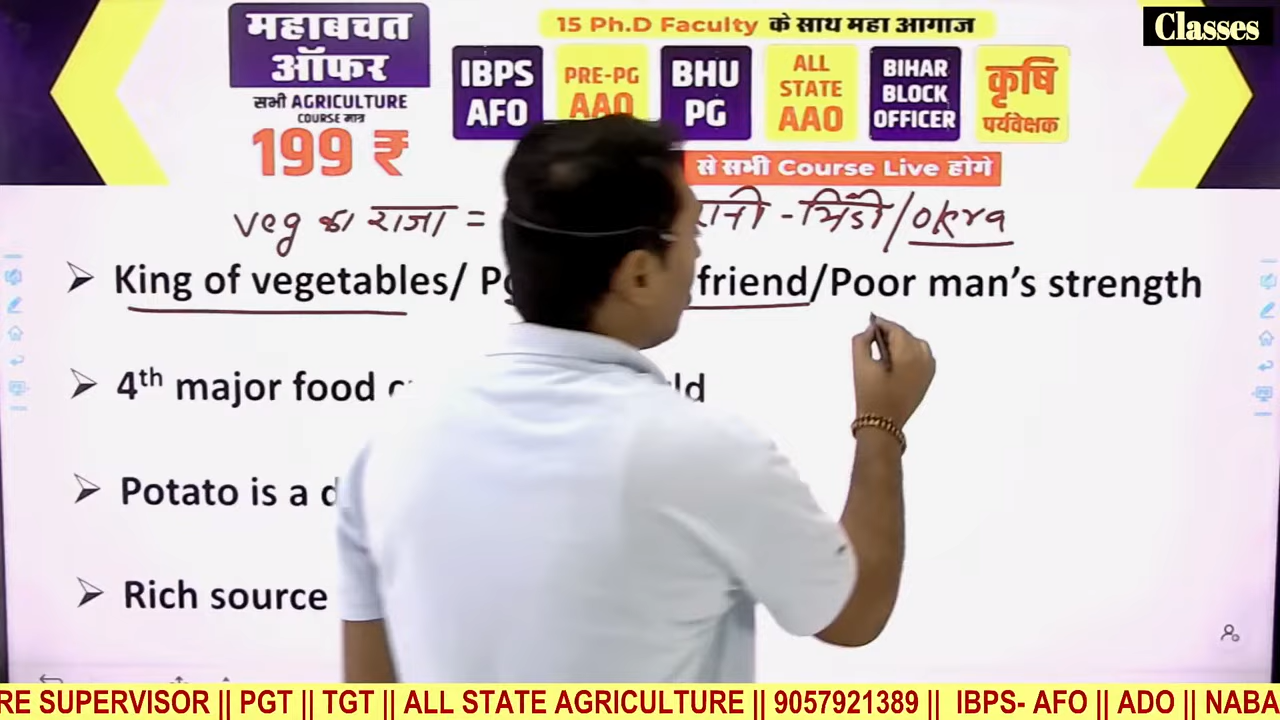 Classes
महाबचत
ऑफर
सभी AGRICULTURE
COURSE मात्र
199 ₹
15 Ph.D Faculty के साथ महा आगाज
IBPS
AFO
PRE-PG
AAO
BHU
PG
ALL
STATE
AAO
BIHAR
BLOCK
OFFICER
कृषि
पर्यवेक्षक
से सभी Course Live होगे
veg का राजा = रानी - भिंडी/okra
➢ King of vegetables/ friend/Poor man's strength
➢ 4th major food
➢ Potato is a
➢ Rich source
SUPERVISOR || PGT || TGT || ALL STATE AGRICULTURE || 9057921389 || IBPS- AFO || ADO ||